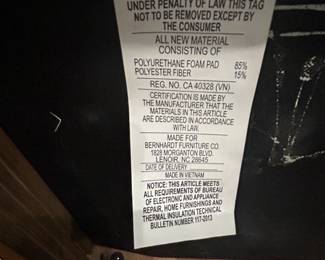 UNDER PENALTY OF LAW THIS TAG
NOT TO BE REMOVED EXCEPT BY
THE CONSUMER
ALL NEW MATERIAL
CONSISTING OF
POLYURETHANE FOAM PAD 85%
POLYESTER FIBER 15%
REG. NO. CA 40328 (VN)
CERTIFICATION IS MADE BY
THE MANUFACTURER THAT THE
MATERIALS IN THIS ARTICLE
ARE DESCRIBED IN ACCORDANCE
WITH LAW.
MADE FOR
BERNHARDT FURNITURE CO.
1828 MORGANTON BLVD.
LENOIR, NC 28645
DATE OF DELIVERY
MADE IN VIETNAM
NOTICE: THIS ARTICLE MEETS
ALL REQUIREMENTS OF BUREAU
OF ELECTRONIC AND APPLIANCE
REPAIR, HOME FURNISHINGS AND
THERMAL INSULATION TECHNICAL
BULLETIN NUMBER 117-2013